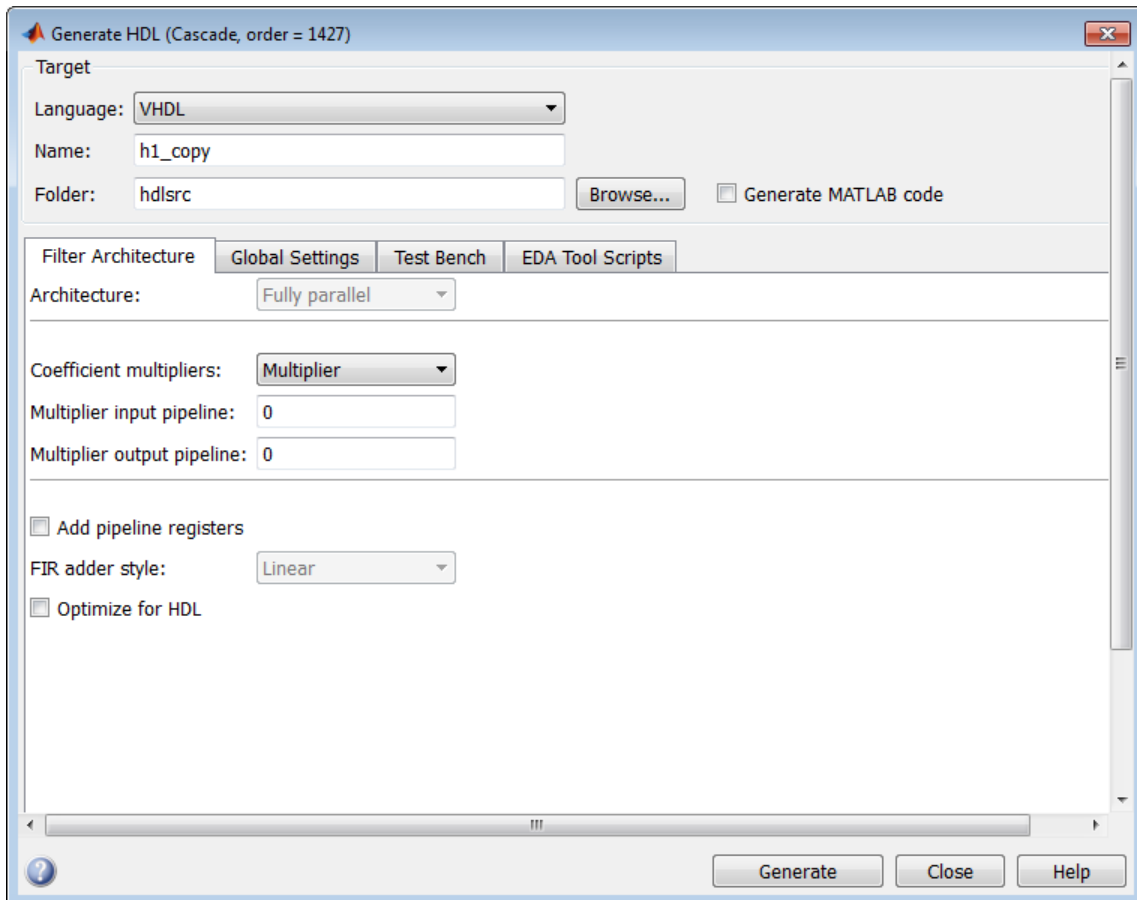 Generate HDL (Cascade, order = 1427)
Target
Language: VHDL
Name: h1_copy
Folder: hdlsrc Browse... Generate MATLAB code
Filter Architecture Global Settings Test Bench EDA Tool Scripts
Architecture: Fully parallel
Coefficient multipliers: Multiplier
Multiplier input pipeline: 0
Multiplier output pipeline: 0
Add pipeline registers
FIR adder style: Linear
Optimize for HDL
? Generate Close Help